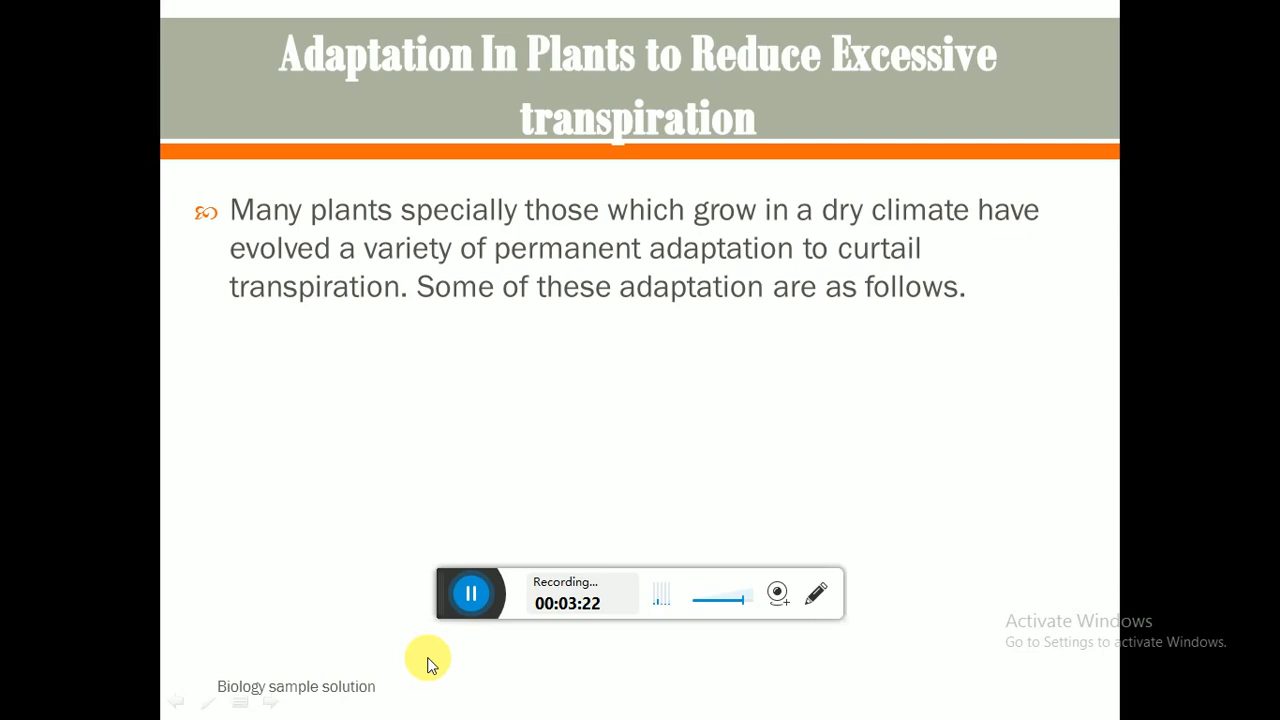 Adaptation In Plants to Reduce Excessive
transpiration
Many plants specially those which grow in a dry climate have
evolved a variety of permanent adaptation to curtail
transpiration. Some of these adaptation are as follows.
Recording...
00:03:22
Activate Windows
Go to Settings to activate Windows.
Biology sample solution